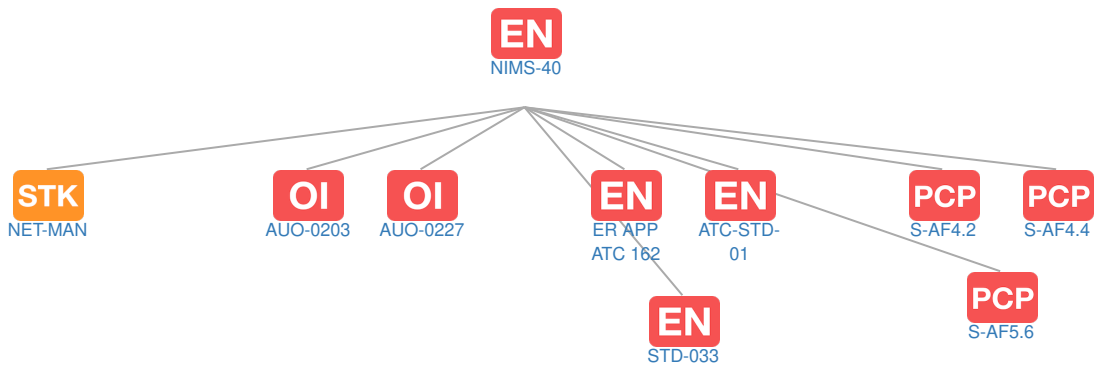 EN
NIMS-40
STK
NET-MAN
OI
AUO-0203
OI
AUO-0227
EN
ER APP
ATC 162
EN
ATC-STD-
01
PCP
S-AF4.2
PCP
S-AF4.4
PCP
S-AF5.6
EN
STD-033